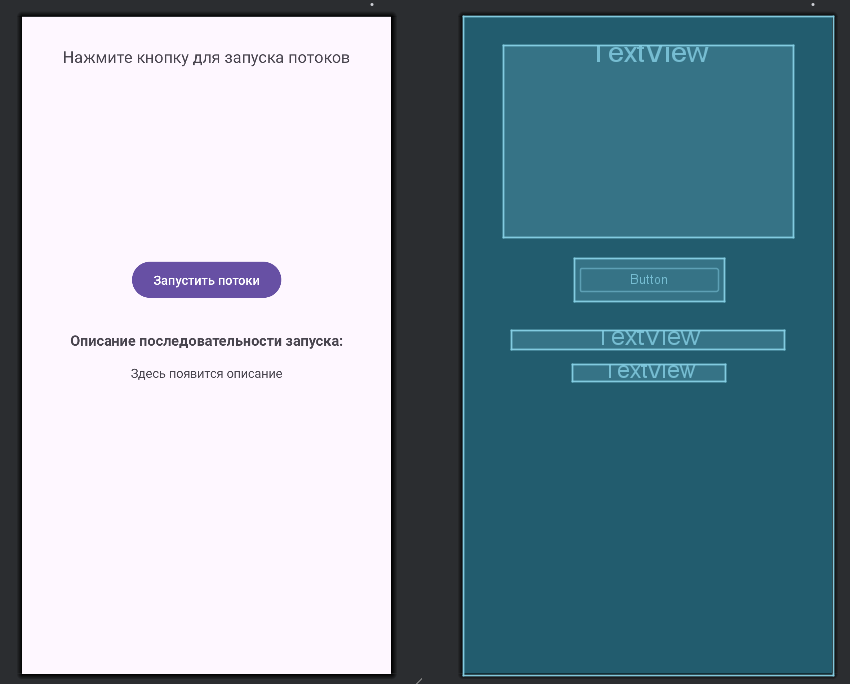 Нажмите кнопку для запуска потоков
Запустить потоки
Описание последовательности запуска:
Здесь появится описание
TextView
Button
TextView
TextView